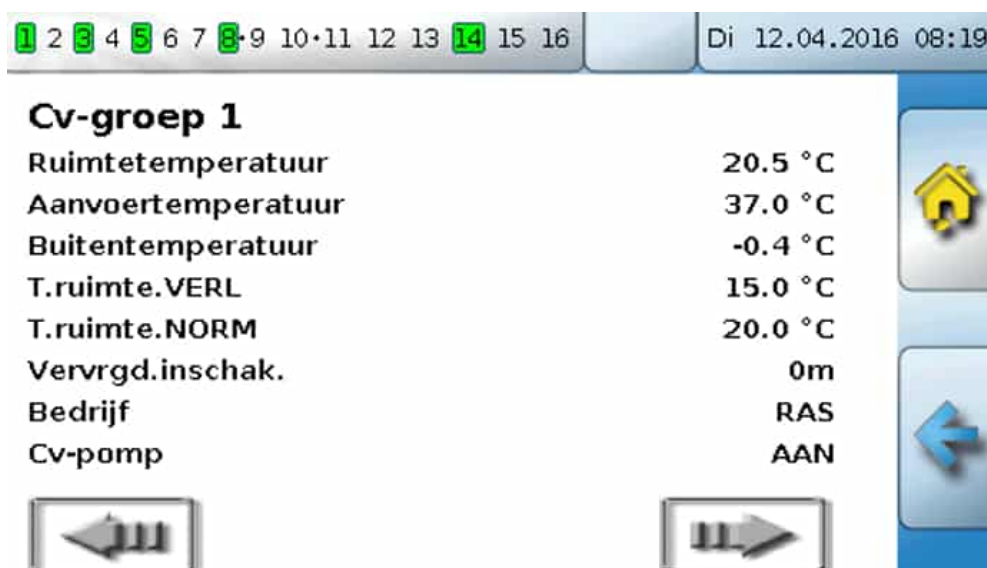 1 2 3 4 5 6 7 8·9 10·11 12 13 14 15 16 Di 12.04.2016 08:19
Cv-groep 1
Ruimtetemperatuur 20.5 °C
Aanvoertemperatuur 37.0 °C
Buitentemperatuur -0.4 °C
T.ruimte.VERL 15.0 °C
T.ruimte.NORM 20.0 °C
Vervrgd.inschak. 0m
Bedrijf RAS
Cv-pomp AAN